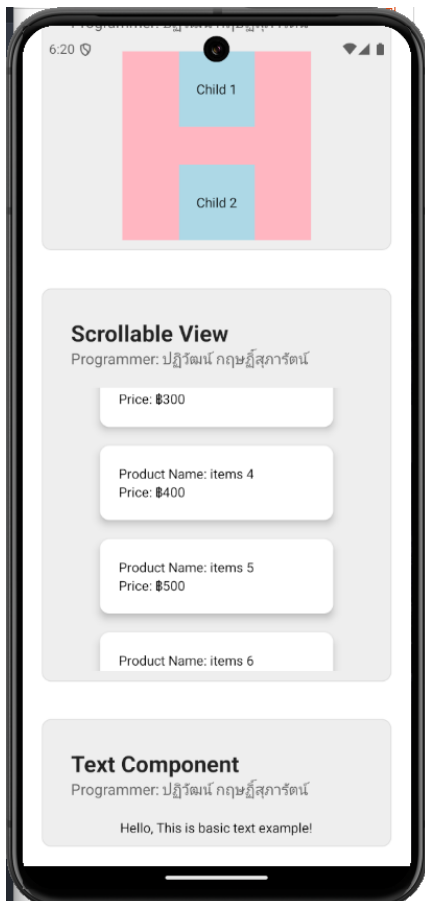 6:20
Child 1
Child 2
Scrollable View
Programmer: ปฏิวัฒน์ กฤษฏิ์สุภารัตน์
Price: ฿300
Product Name: items 4
Price: ฿400
Product Name: items 5
Price: ฿500
Product Name: items 6
Text Component
Programmer: ปฏิวัฒน์ กฤษฏิ์สุภารัตน์
Hello, This is basic text example!